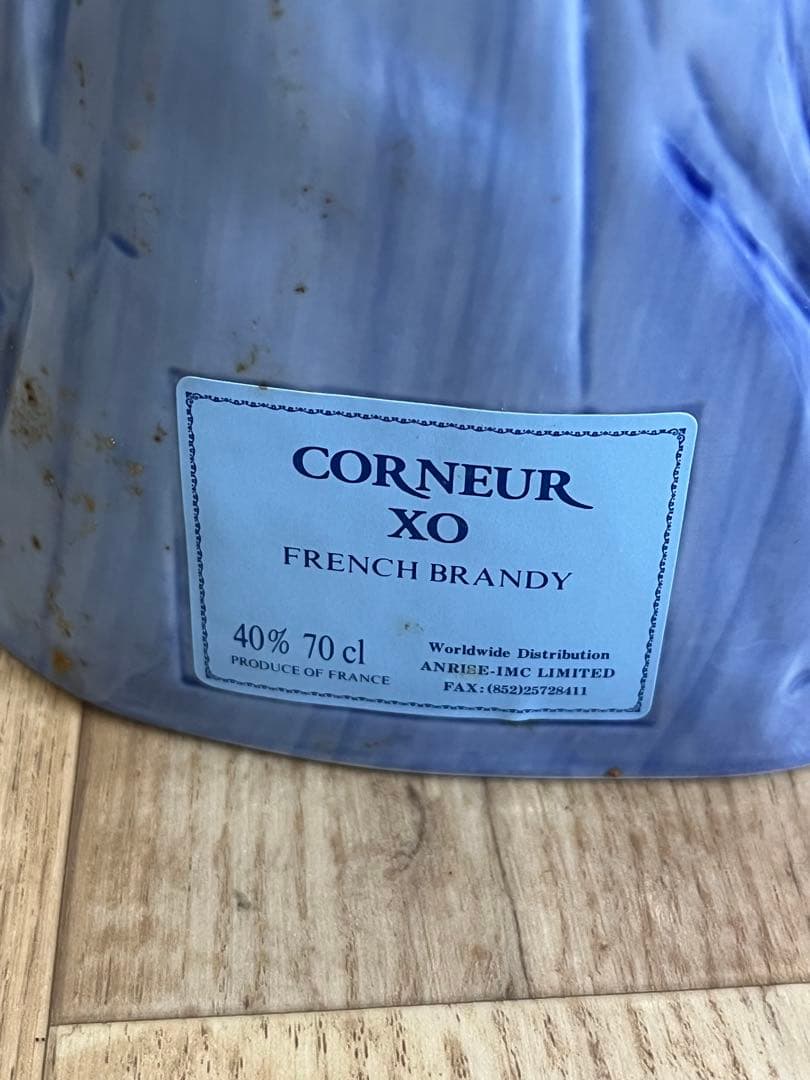 CORNEUR
XO
FRENCH BRANDY
40% 70 cl
PRODUCE OF FRANCE
Worldwide Distribution
ANRISE-IMC LIMITED
FAX: (852)25728411